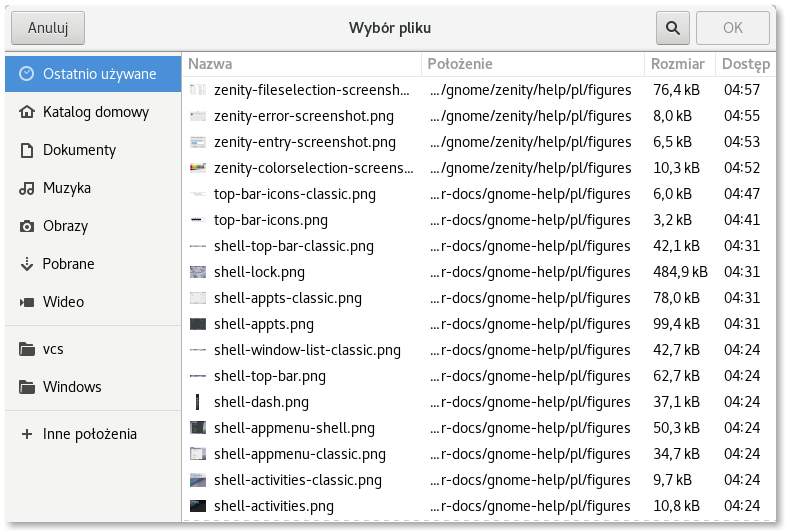 Anuluj
Wybór pliku
OK
Ostatnio używane
Katalog domowy
Dokumenty
Muzyka
Obrazy
Pobrane
Wideo
vcs
Windows
Inne położenia
Nazwa Położenie Rozmiar Dostęp
zenity-fileselection-screensh... .../gnome/zenity/help/pl/figures 76,4 kB 04:57
zenity-error-screenshot.png .../gnome/zenity/help/pl/figures 8,0 kB 04:55
zenity-entry-screenshot.png .../gnome/zenity/help/pl/figures 6,5 kB 04:53
zenity-colorselection-screens... .../gnome/zenity/help/pl/figures 10,3 kB 04:52
top-bar-icons-classic.png ...r-docs/gnome-help/pl/figures 6,0 kB 04:47
top-bar-icons.png ...r-docs/gnome-help/pl/figures 3,2 kB 04:41
shell-top-bar-classic.png ...r-docs/gnome-help/pl/figures 42,1 kB 04:31
shell-lock.png ...r-docs/gnome-help/pl/figures 484,9 kB 04:31
shell-appts-classic.png ...r-docs/gnome-help/pl/figures 78,0 kB 04:31
shell-appts.png ...r-docs/gnome-help/pl/figures 99,4 kB 04:31
shell-window-list-classic.png ...r-docs/gnome-help/pl/figures 42,7 kB 04:24
shell-top-bar.png ...r-docs/gnome-help/pl/figures 62,7 kB 04:24
shell-dash.png ...r-docs/gnome-help/pl/figures 37,1 kB 04:24
shell-appmenu-shell.png ...r-docs/gnome-help/pl/figures 50,3 kB 04:24
shell-appmenu-classic.png ...r-docs/gnome-help/pl/figures 34,7 kB 04:24
shell-activities-classic.png ...r-docs/gnome-help/pl/figures 9,7 kB 04:24
shell-activities.png ...r-docs/gnome-help/pl/figures 10,8 kB 04:24